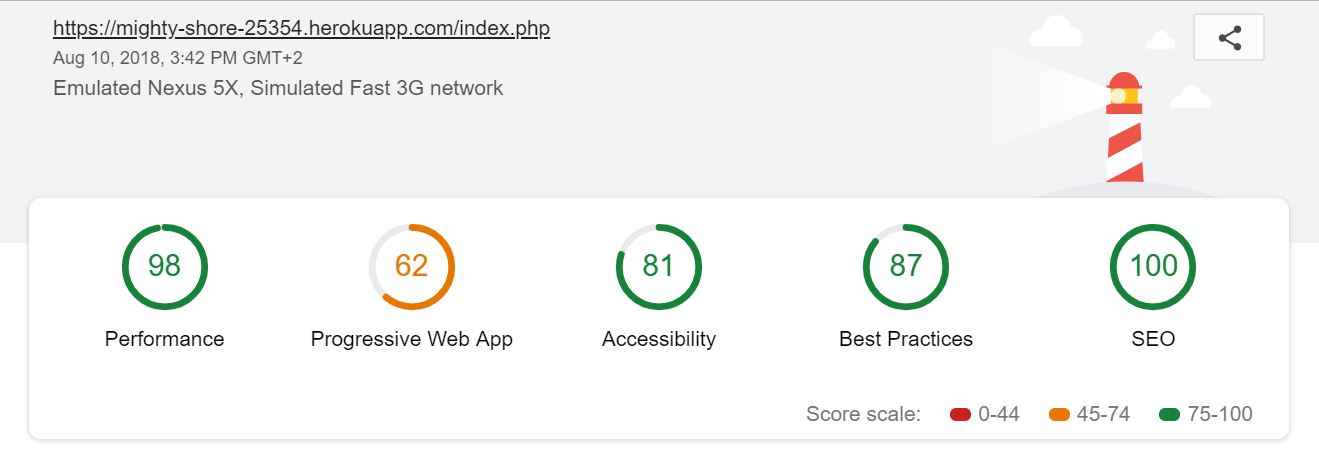 https://mighty-shore-25354.herokuapp.com/index.php
Aug 10, 2018, 3:42 PM GMT+2
Emulated Nexus 5X, Simulated Fast 3G network
98 62 81 87 100
Performance Progressive Web App Accessibility Best Practices SEO
Score scale: 0-44 45-74 75-100